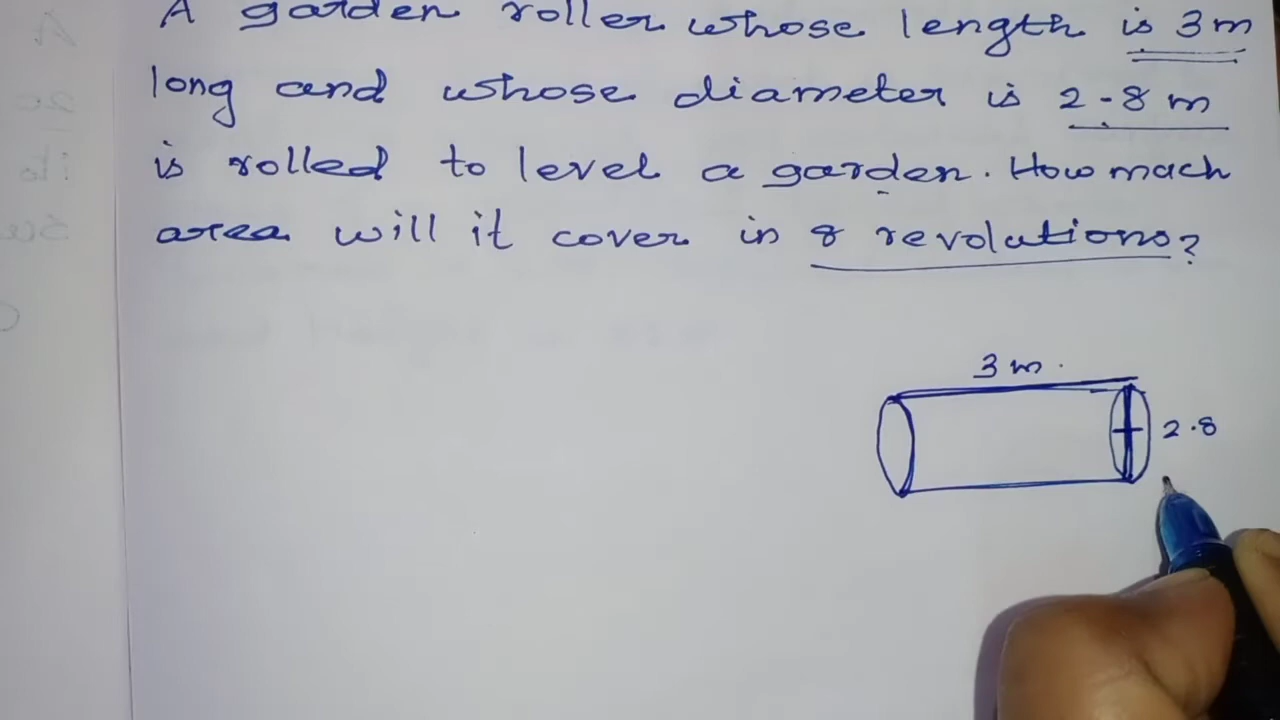 A garden roller whose length is 3m
long and whose diameter is 2.8 m
is rolled to level a garden. How mach
area will it cover in 8 revolutions?
3 m.
2.8